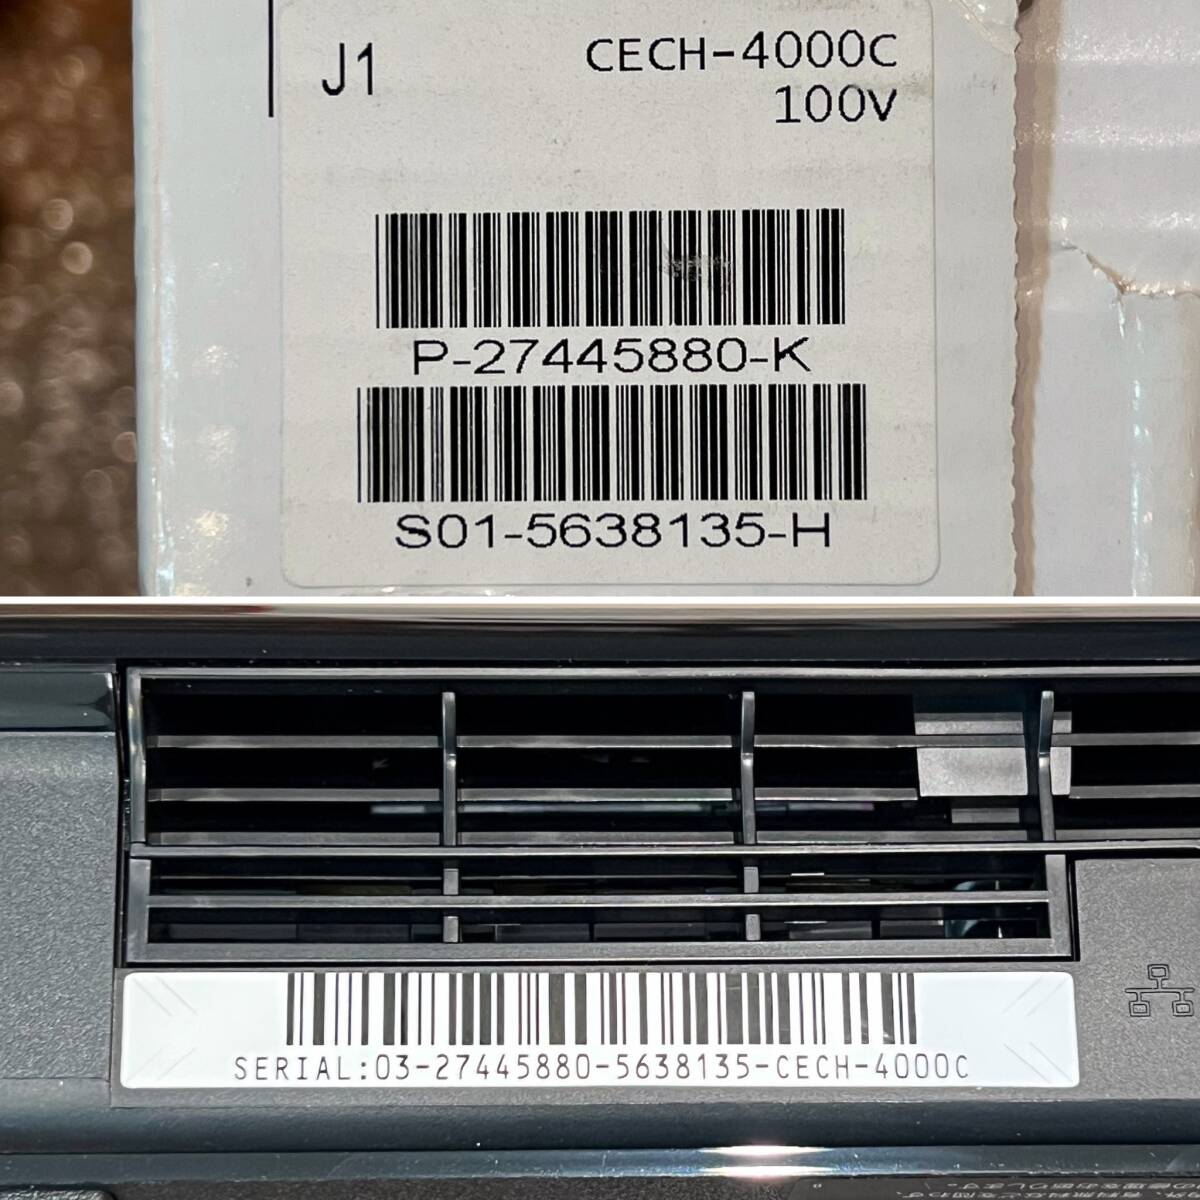 J1
CECH-4000C
100V
P-27445880-K
S01-5638135-H
SERIAL:03-27445880-5638135-CECH-4000C